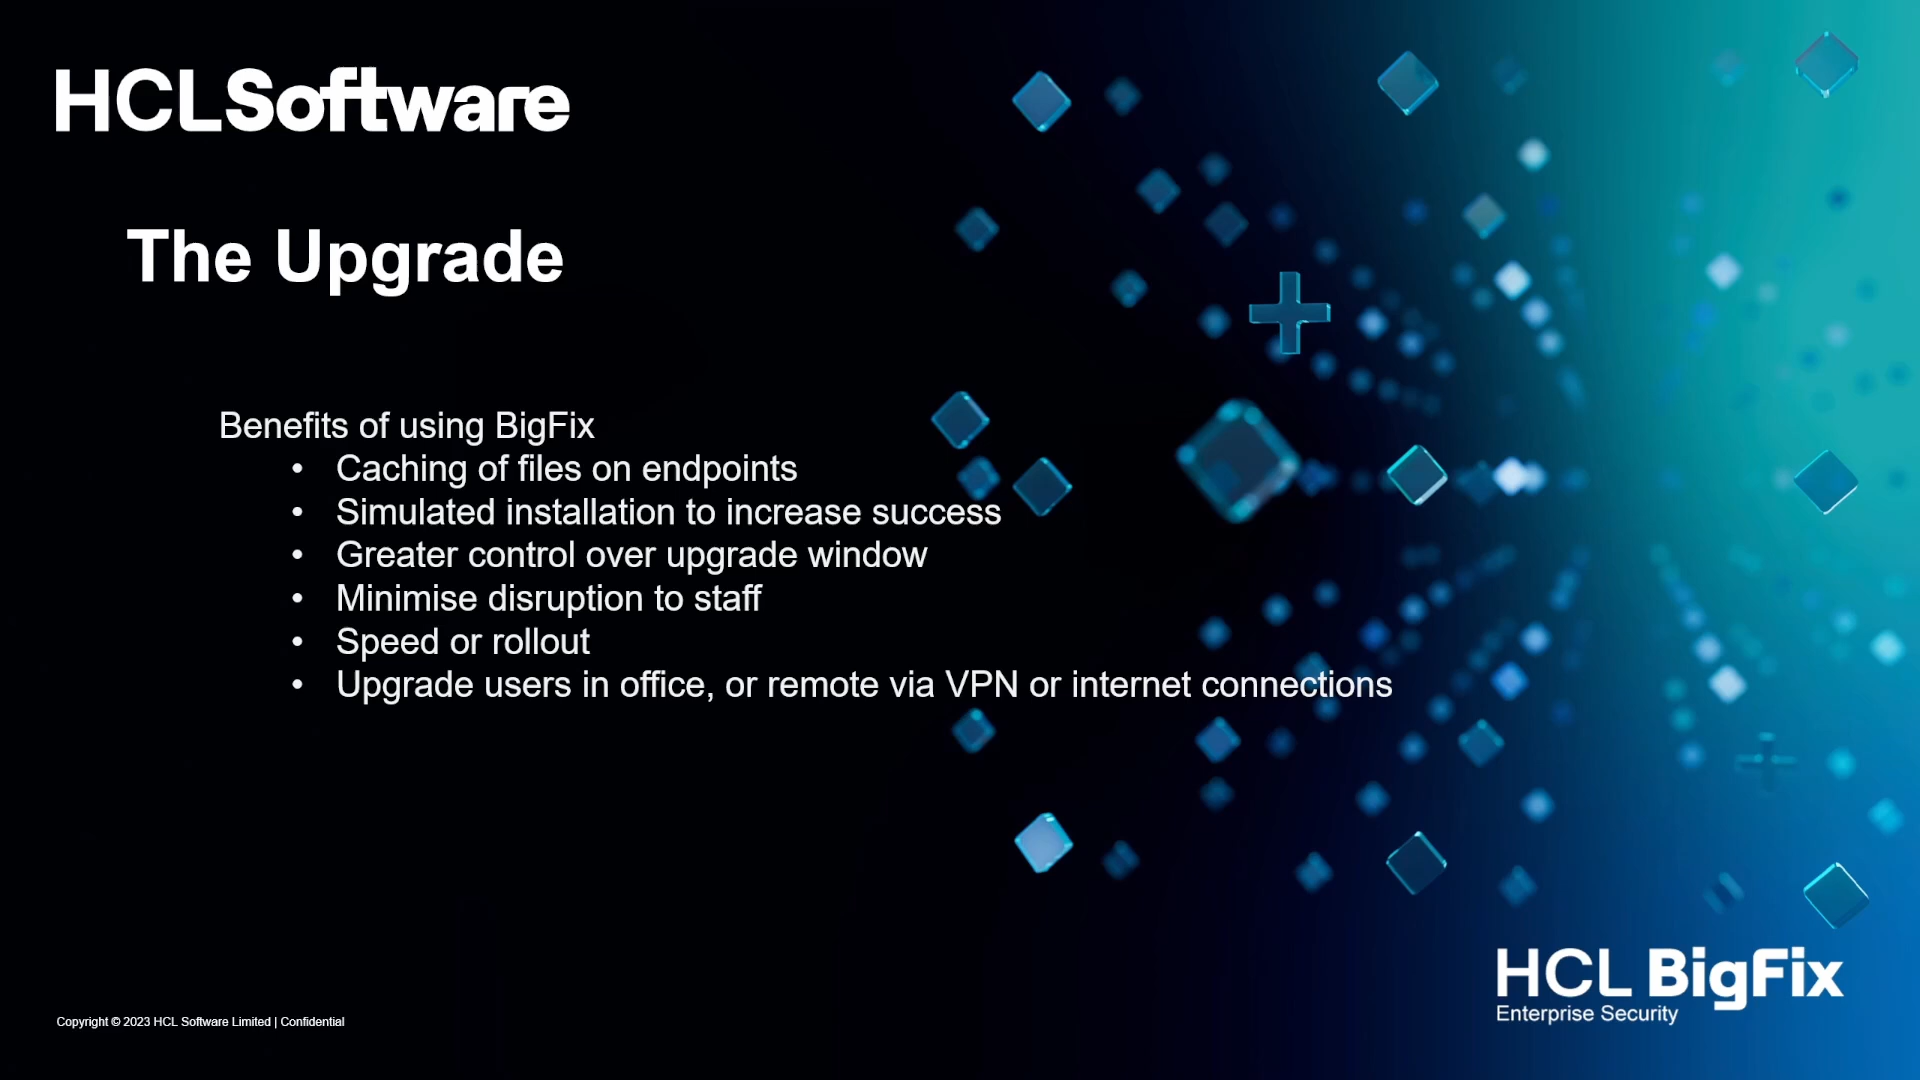 HCLSoftware
The Upgrade
Benefits of using BigFix
• Caching of files on endpoints
• Simulated installation to increase success
• Greater control over upgrade window
• Minimise disruption to staff
• Speed or rollout
• Upgrade users in office, or remote via VPN or internet connections
HCL BigFix
Enterprise Security
Copyright © 2023 HCL Software Limited | Confidential